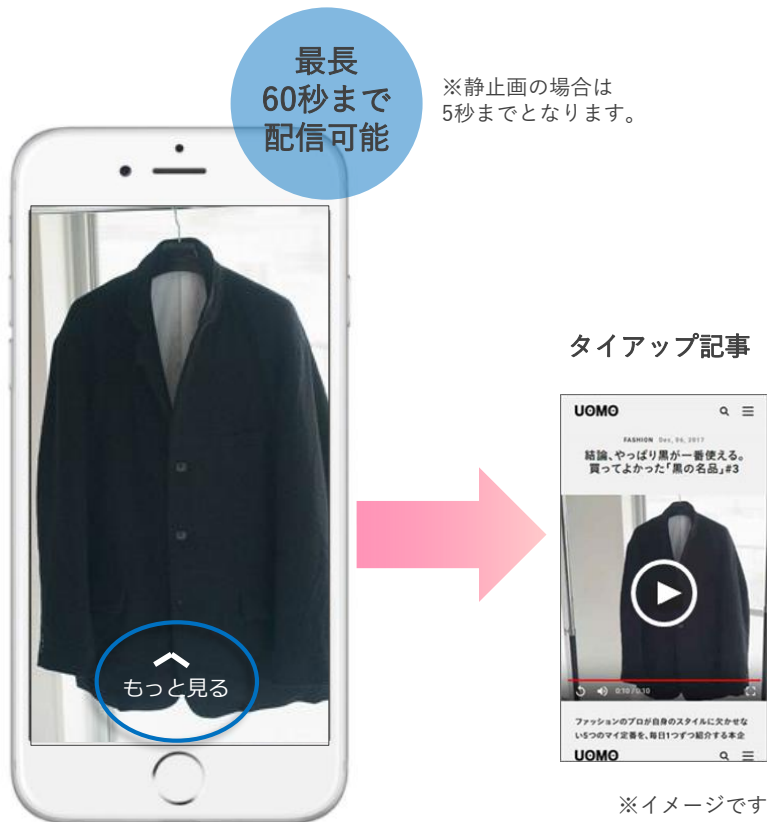 最長
60秒まで
配信可能
※静止画の場合は
5秒までとなります。
もっと見る
タイアップ記事
UOMO
FASHION Dec, 06, 2017
結論、やっぱり黒が一番使える。
買ってよかった「黒の名品」#3
0:10 / 0:30
ファッションのプロが自身のスタイルに欠かせな
い5つのマイ定番を、毎日1つずつ紹介する本企
UOMO
※イメージです